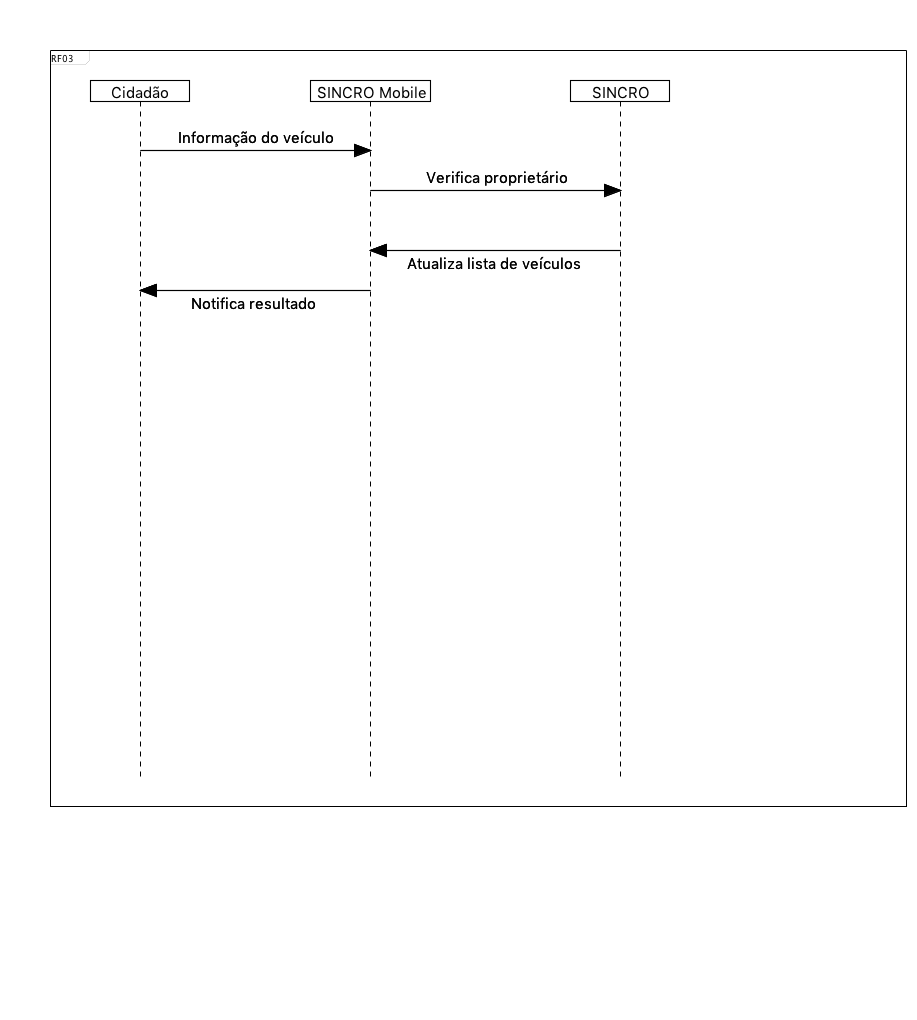 RF03
Cidadão
SINCRO Mobile
SINCRO
Informação do veículo
Verifica proprietário
Atualiza lista de veículos
Notifica resultado